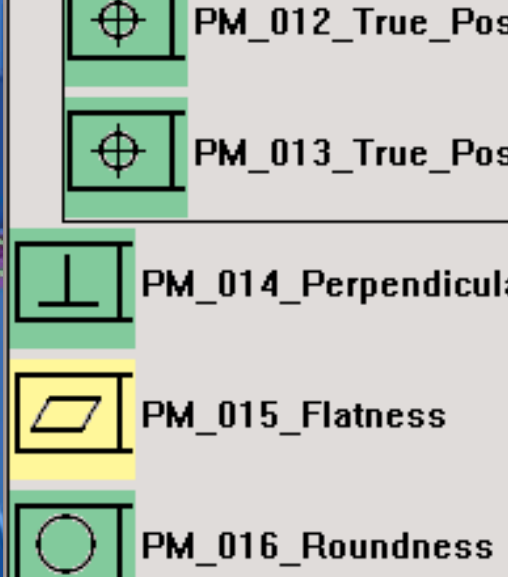 PM_012_True_Pos
PM_013_True_Pos
PM_014_Perpendicula
PM_015_Flatness
PM_016_Roundness